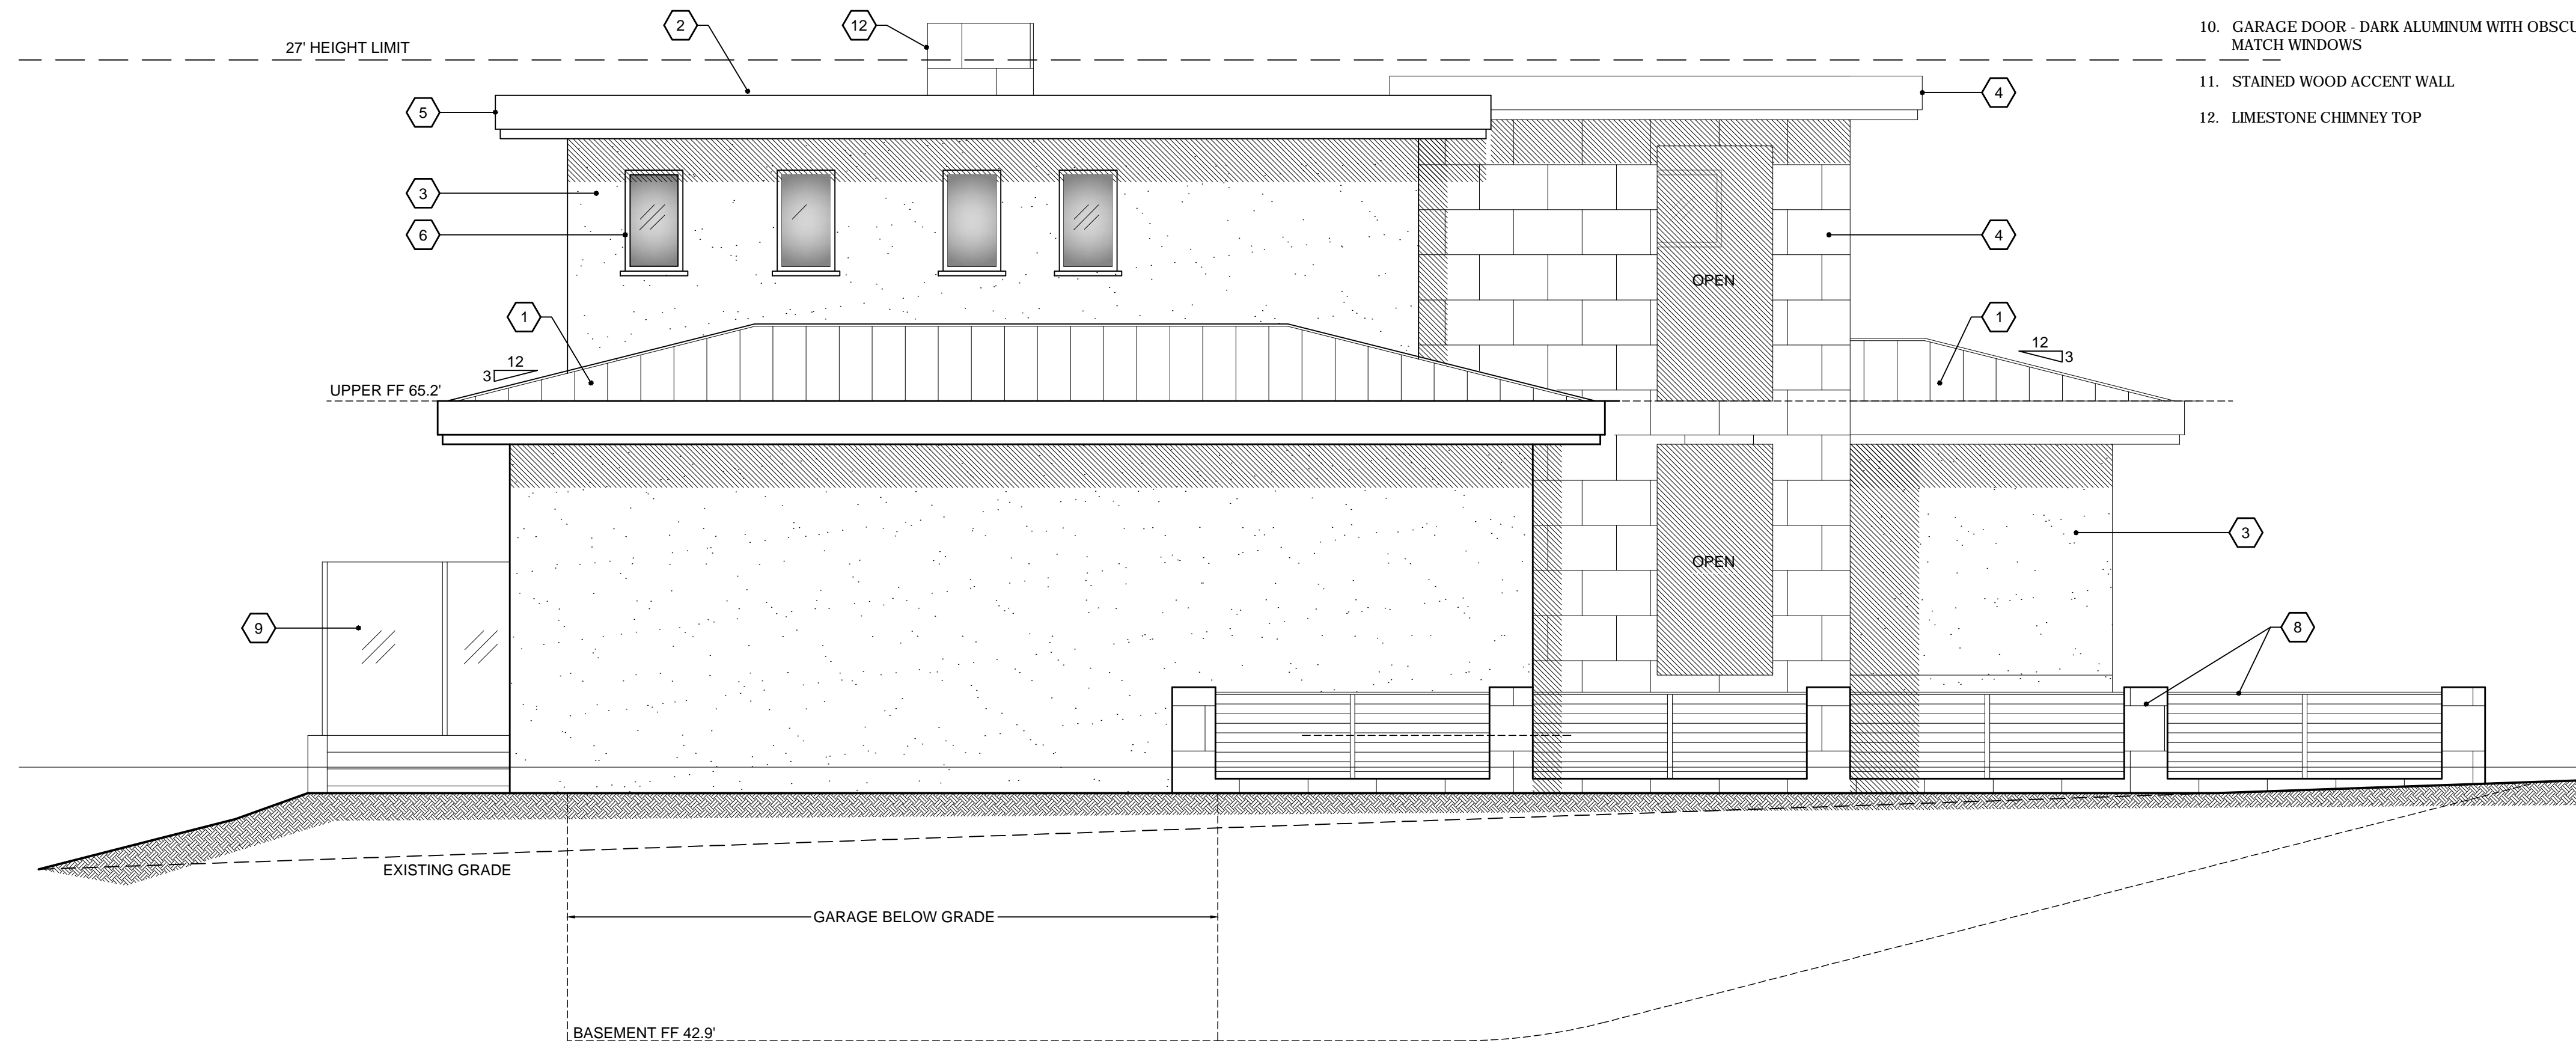 2
12
10. GARAGE DOOR - DARK ALUMINUM WITH
MATCH WINDOWS
27' HEIGHT LIMIT
11. STAINED WOOD ACCENT WALL
4
5
12. LIMESTONE CHIMNEY TOP
3
6
4
OPEN
1
1
12
3
12
3
UPPER FF 65.2'
3
OPEN
9
8
EXISTING GRADE
GARAGE BELOW GRADE
BASEMENT FF 42.9'